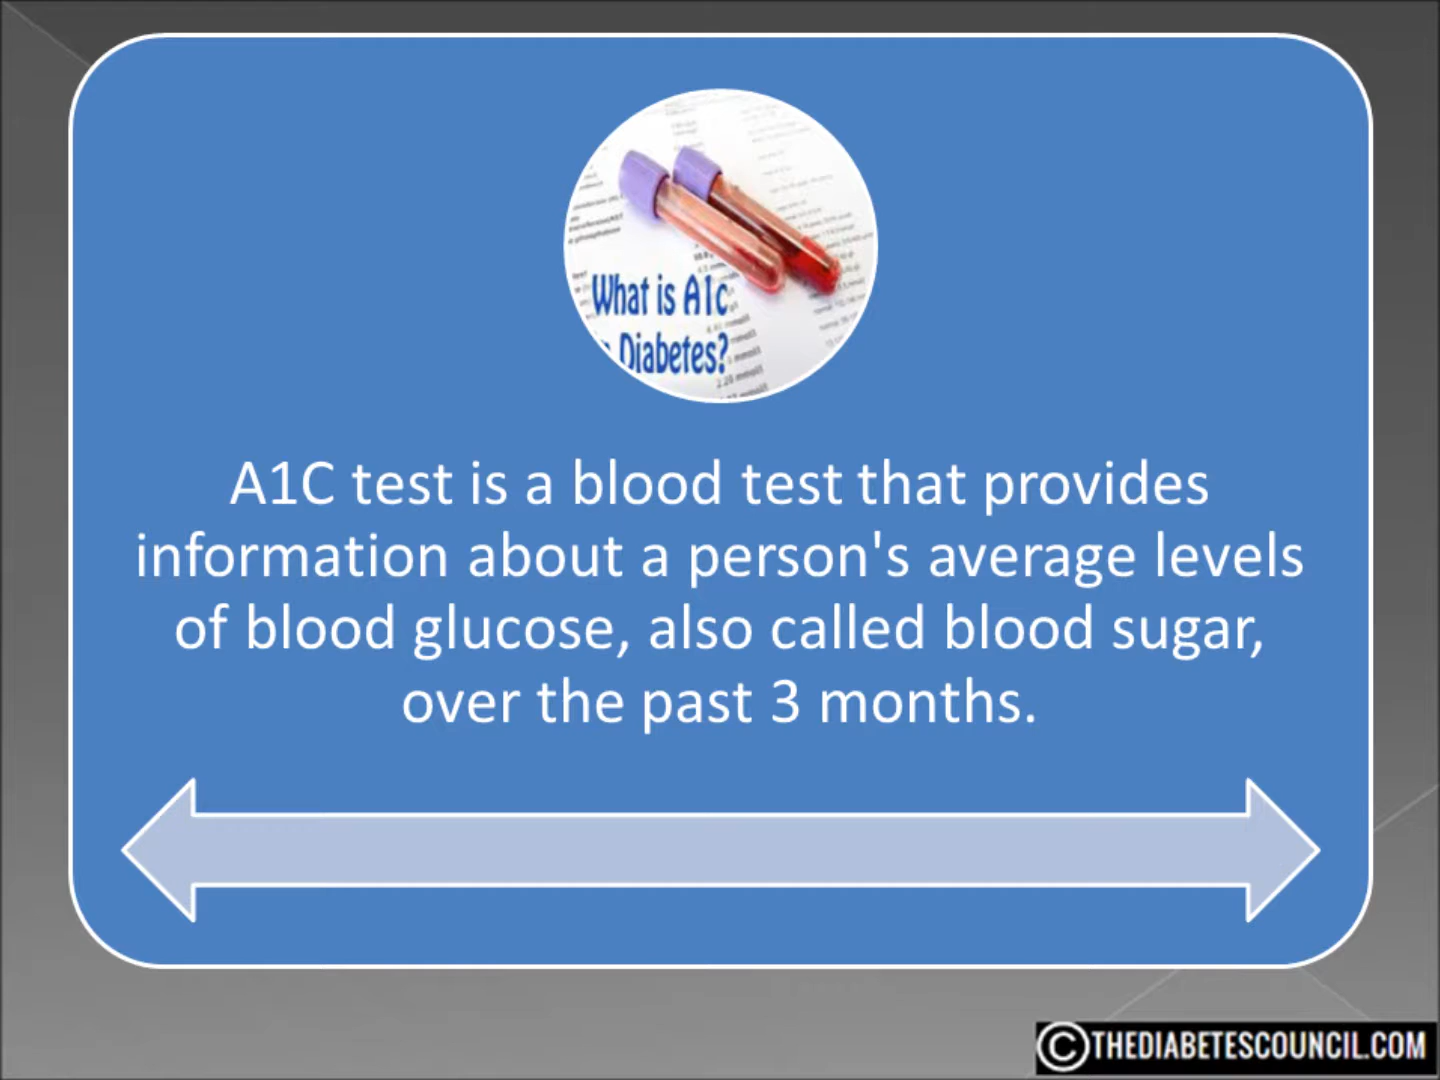 What is A1c
Diabetes?
A1C test is a blood test that provides
information about a person's average levels
of blood glucose, also called blood sugar,
over the past 3 months.
©THEDIABETESCOUNCIL.COM